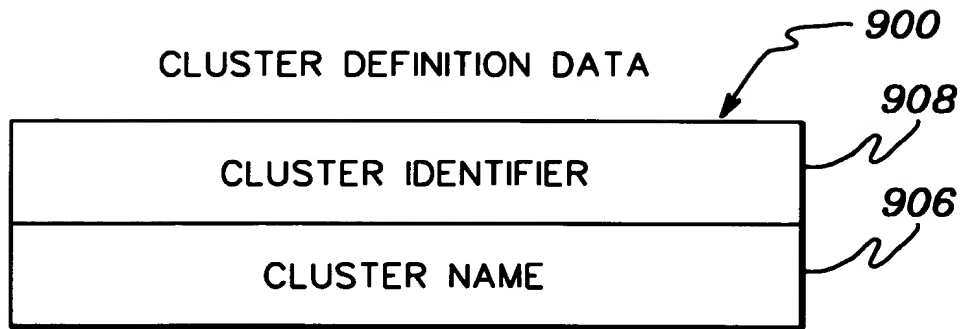 900
CLUSTER DEFINITION DATA
908
CLUSTER IDENTIFIER
906
CLUSTER NAME